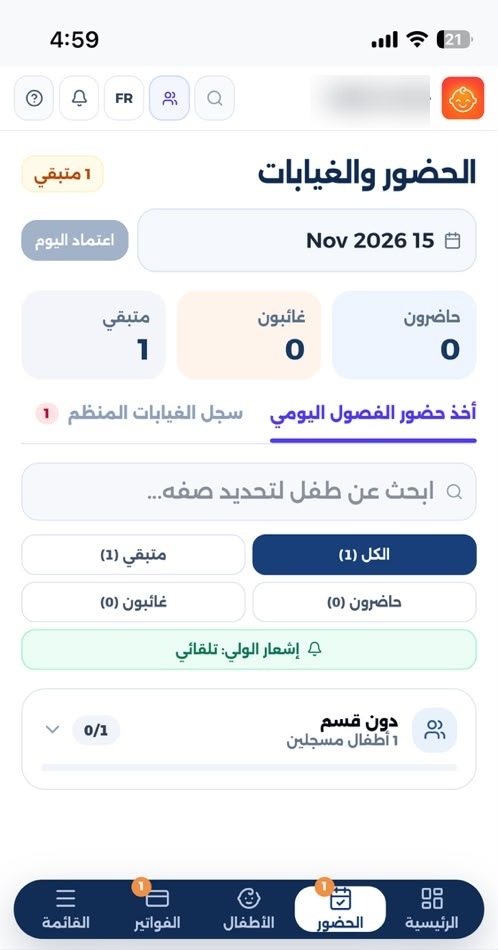 4:59
21
FR
الحضور والغيابات
1 متبقي
15 Nov 2026
اعتماد اليوم
حاضرون
0
غائبون
0
متبقي
1
أخذ حضور الفصول اليومي
سجل الغيابات المنظم 1
ابحث عن طفل لتحديد صفه...
الكل (1)
متبقي (1)
حاضرون (0)
غائبون (0)
إشعار الولي: تلقائي
دون قسم
1 أطفال مسجلين
0/1
الرئيسية
1
الحضور
الأطفال
1
الفواتير
القائمة